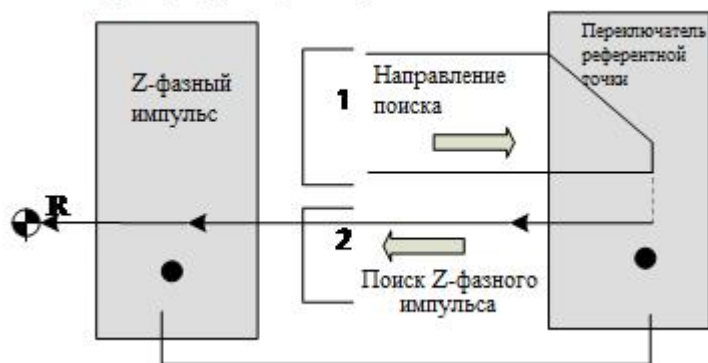 Z-фазный
импульс
1
Направление
поиска
Переключатель
референтной
точки
R
2
Поиск Z-фазного
импульса